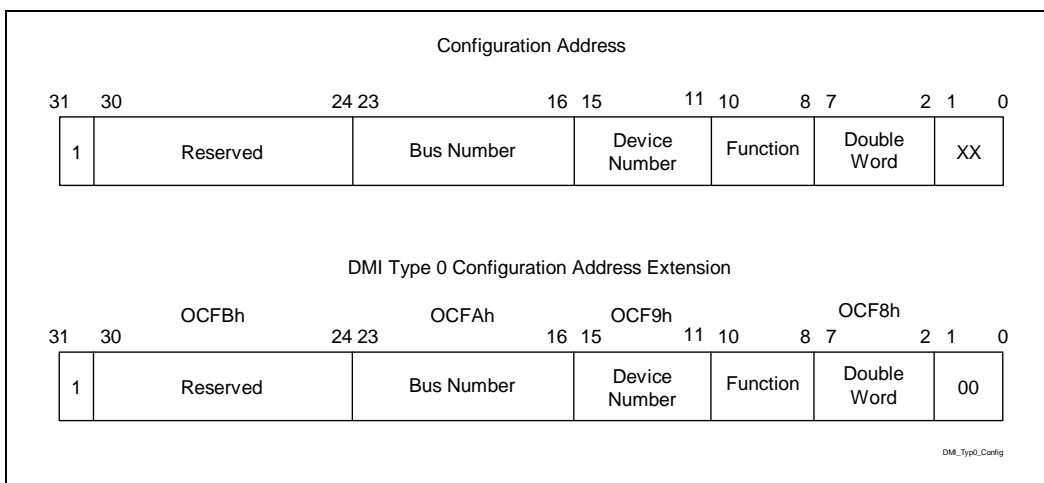 Configuration Address
31 30 24 23 16 15 11 10 8 7 2 1 0
1 Reserved Bus Number Device Number Function Double Word XX
DMI Type 0 Configuration Address Extension
OCFBh OCFAh OCF9h OCF8h
31 30 24 23 16 15 11 10 8 7 2 1 0
1 Reserved Bus Number Device Number Function Double Word 00
DMI_Typ0_Config